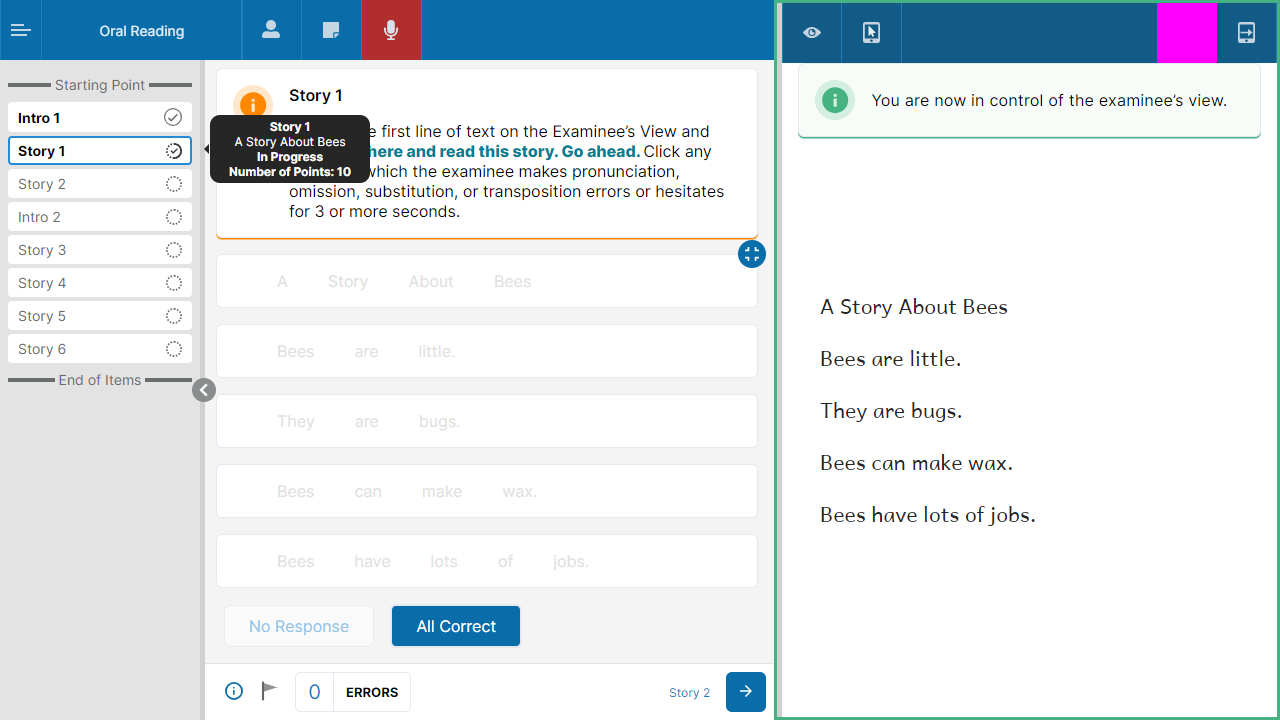 Oral Reading
Starting Point
Intro 1
Story 1
Story 2
Intro 2
Story 3
Story 4
Story 5
Story 6
End of Items
Story 1
A Story About Bees
In Progress
Number of Points: 10
Story 1
first line of text on the Examinee’s View and
here and read this story. Go ahead. Click any
which the examinee makes pronunciation,
omission, substitution, or transposition errors or hesitates
for 3 or more seconds.
A Story About Bees
Bees are little.
They are bugs.
Bees can make wax.
Bees have lots of jobs.
No Response
All Correct
0 ERRORS
Story 2
You are now in control of the examinee’s view.
A Story About Bees
Bees are little.
They are bugs.
Bees can make wax.
Bees have lots of jobs.